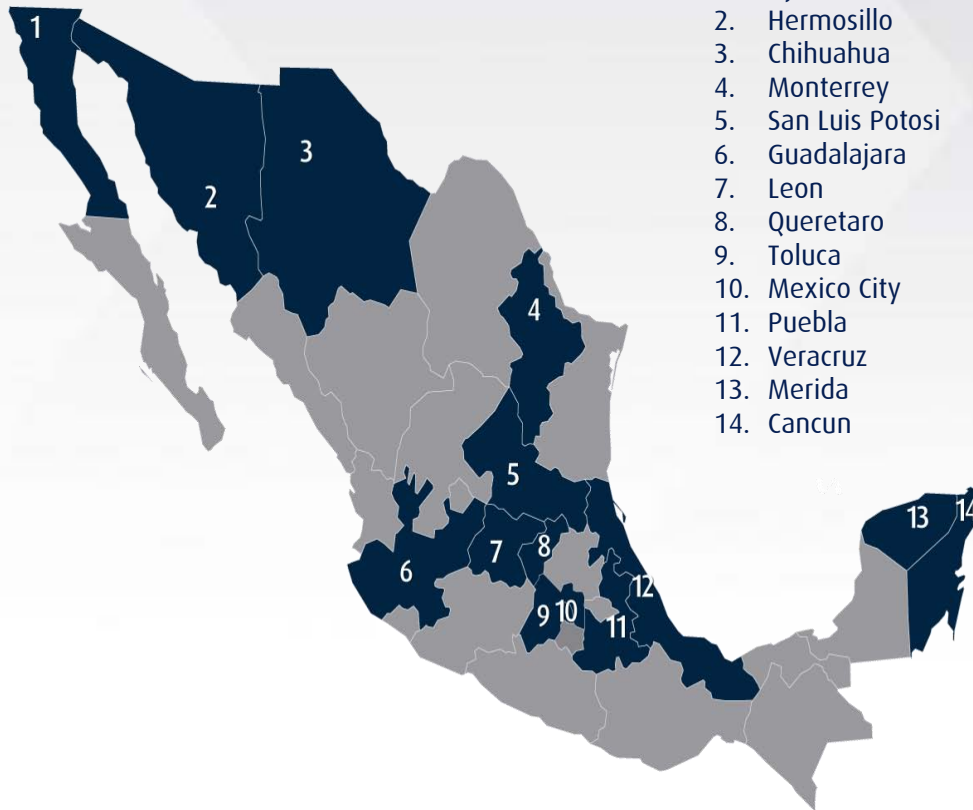 2. Hermosillo
3. Chihuahua
4. Monterrey
5. San Luis Potosi
6. Guadalajara
7. Leon
8. Queretaro
9. Toluca
10. Mexico City
11. Puebla
12. Veracruz
13. Merida
14. Cancun
1
2
3
4
5
6
7
8
9
10
11
12
13
14